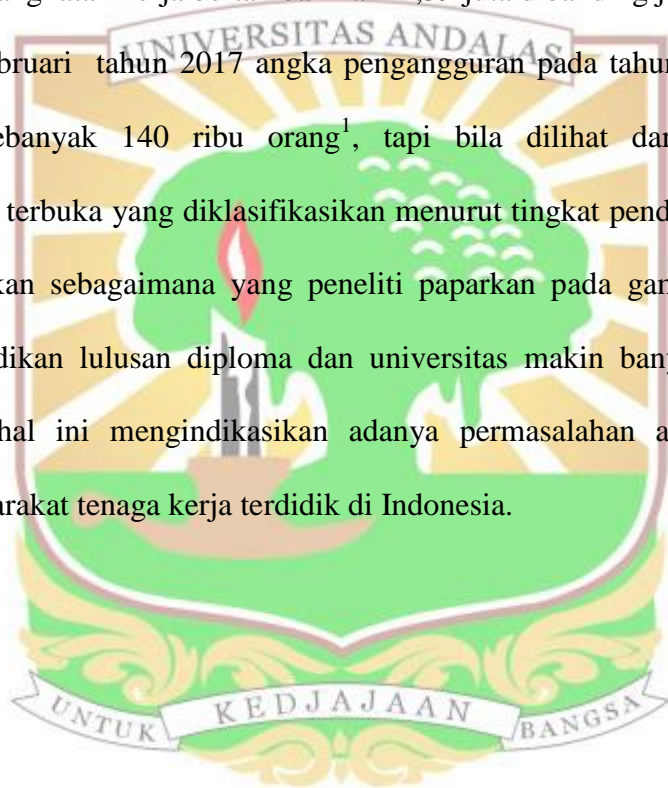 UNIVERSITAS ANDALAS
bruari tahun 2017 angka pengangguran pada tahun
ebanyak 140 ribu orang1, tapi bila dilihat dar
terbuka yang diklasifikasikan menurut tingkat pend
kan sebagaimana yang peneliti paparkan pada gan
dikan lulusan diploma dan universitas makin bany
hal ini mengindikasikan adanya permasalahan a
arakat tenaga kerja terdidik di Indonesia.
UNTUK KEDJAJAAN BANGSA